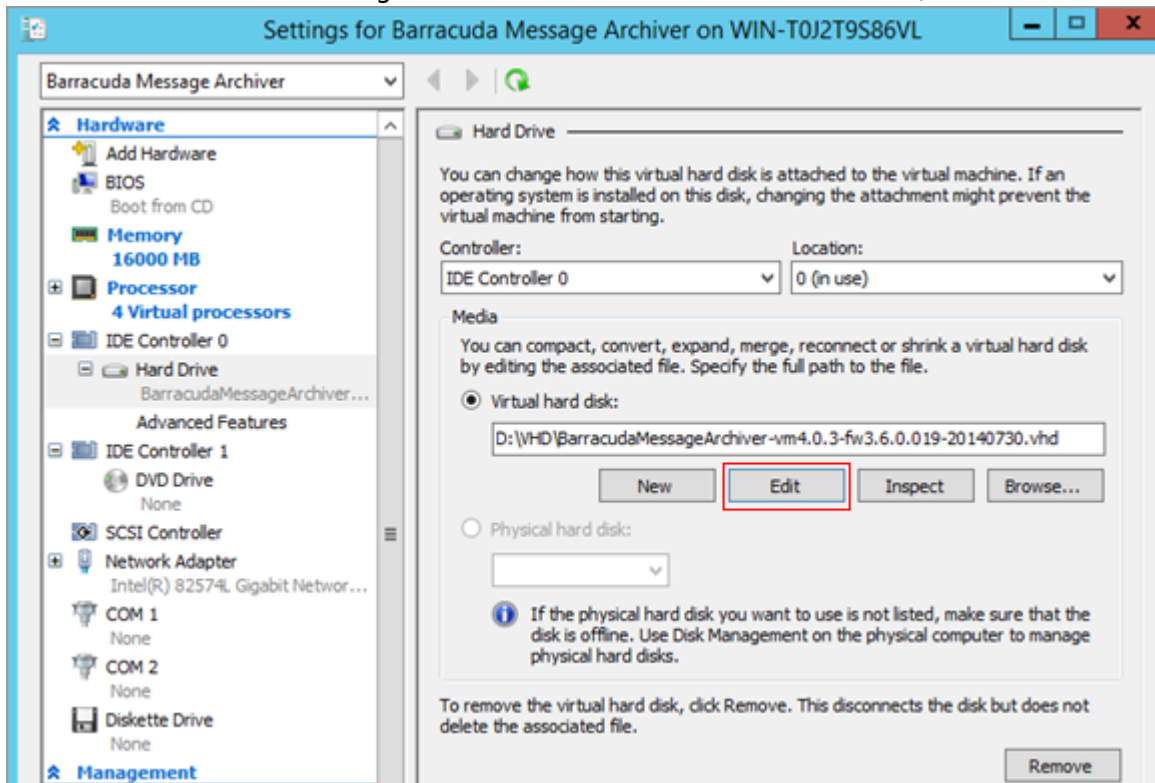 Settings for Barracuda Message Archiver on WIN-T0J2T9S86VL
Barracuda Message Archiver
Hardware
Add Hardware
BIOS
Boot from CD
Memory
16000 MB
Processor
4 Virtual processors
IDE Controller 0
Hard Drive
BarracudaMessageArchiver...
Advanced Features
IDE Controller 1
DVD Drive
None
SCSI Controller
Network Adapter
Intel(R) 82574L Gigabit Networ...
COM 1
None
COM 2
None
Diskette Drive
None
Management
Hard Drive
You can change how this virtual hard disk is attached to the virtual machine. If an
operating system is installed on this disk, changing the attachment might prevent the
virtual machine from starting.
Controller:
Location:
IDE Controller 0
0 (in use)
Media
You can compact, convert, expand, merge, reconnect or shrink a virtual hard disk
by editing the associated file. Specify the full path to the file.
Virtual hard disk:
D:\VHD\BarracudaMessageArchiver-vm4.0.3-fw3.6.0.019-20140730.vhd
New
Edit
Inspect
Browse...
Physical hard disk:
If the physical hard disk you want to use is not listed, make sure that the
disk is offline. Use Disk Management on the physical computer to manage
physical hard disks.
To remove the virtual hard disk, click Remove. This disconnects the disk but does not
delete the associated file.
Remove